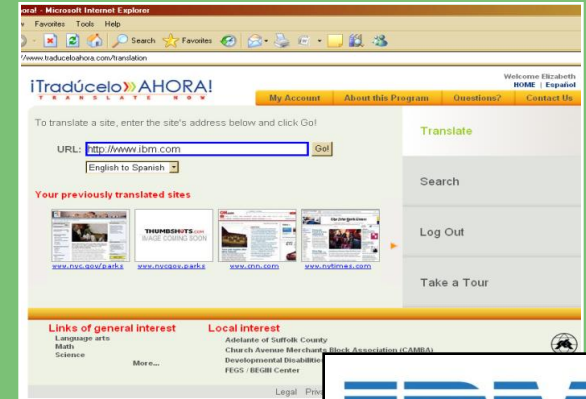 oral - Microsoft Internet Explorer
Favorites Tools Help
Search Favorites
//www.traduceloahora.com/translation
¡Tradúcelo»AHORA!
TRANSLATE NOW
Welcome Elizabeth
HOME | Español
My Account About this Program Questions? Contact Us
To translate a site, enter the site's address below and click Go!
URL: http://www.ibm.com Go!
English to Spanish
Your previously translated sites
THUMBSHOTS.com
IMAGE COMING SOON
www.nyc.gov/parks www.nycgov.parks www.cnn.com www.nytimes.com
Translate
Search
Log Out
Take a Tour
Links of general interest
Language arts
Math
Science
More...
Local interest
Adelante of Suffolk County
Church Avenue Merchants Block Association (CAMBA)
Developmental Disabilitie
FEGS / BEGIN Center
Legal Priva